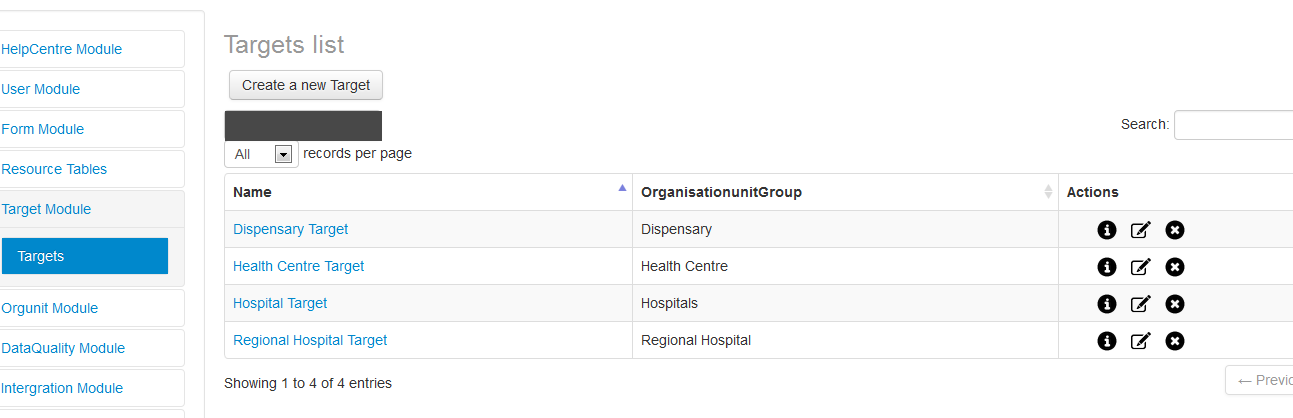 HelpCentre Module
User Module
Form Module
Resource Tables
Target Module
Targets
Orgunit Module
DataQuality Module
Intergration Module
Targets list
Create a new Target
Search:
All records per page
Name OrganisationunitGroup Actions
Dispensary Target Dispensary
Health Centre Target Health Centre
Hospital Target Hospitals
Regional Hospital Target Regional Hospital
Showing 1 to 4 of 4 entries
← Previo